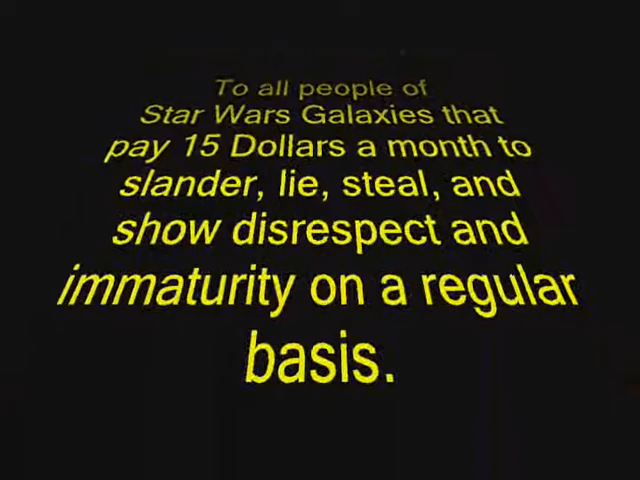 To all people of
Star Wars Galaxies that
pay 15 Dollars a month to
slander, lie, steal, and
show disrespect and
immaturity on a regular
basis.